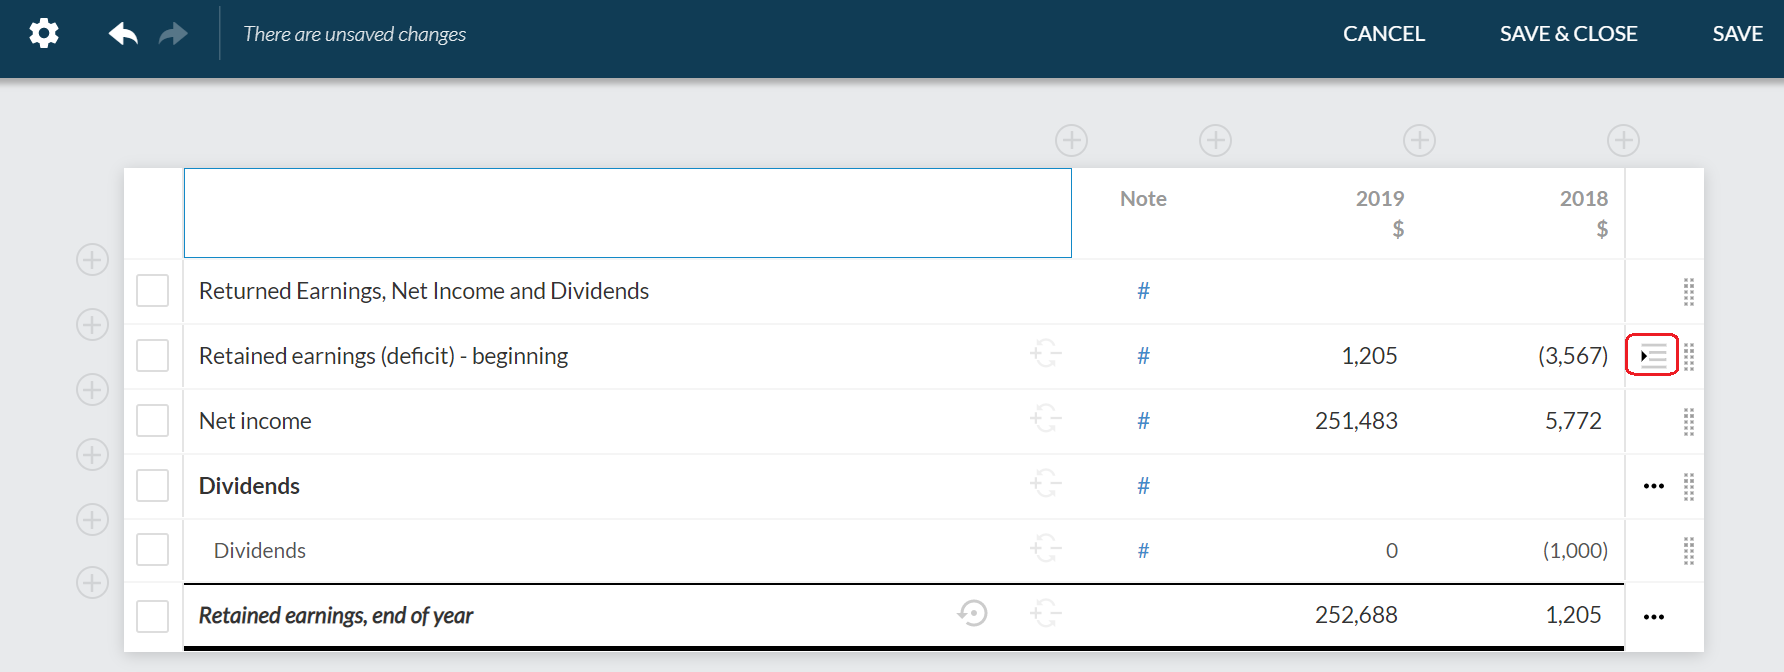 There are unsaved changes CANCEL SAVE & CLOSE SAVE
Note 2019 2018
$ $
Returned Earnings, Net Income and Dividends #
Retained earnings (deficit) - beginning # 1,205 (3,567)
Net income # 251,483 5,772
Dividends #
Dividends # 0 (1,000)
Retained earnings, end of year 252,688 1,205